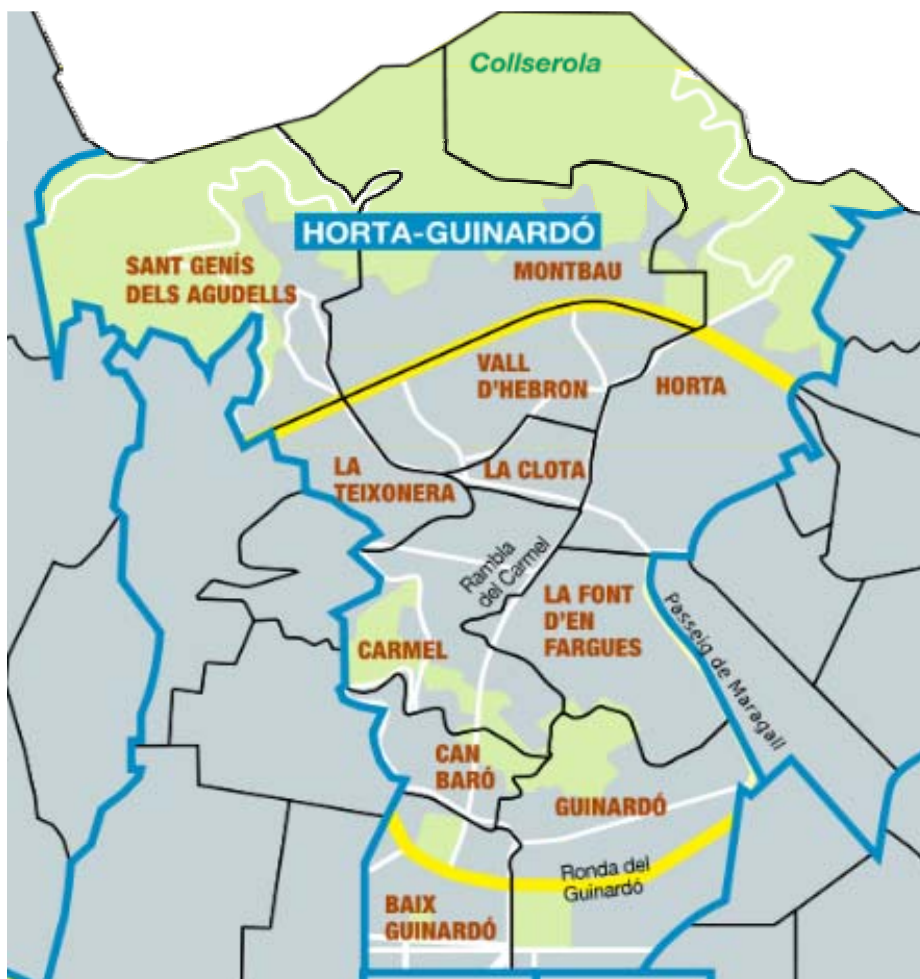 Collserola
HORTA-GUINARDÓ
SANT GENÍS
DELS AGUDELLS
MONTBAU
VALL
D'HEBRON
HORTA
LA
TEIXONERA
LA CLOTA
Rambla
del Carmel
LA FONT
D'EN
FARGUES
Passeig de Maragall
CARMEL
CAN
BARÓ
GUINARDÓ
Ronda del
Guinardó
BAIX
GUINARDÓ